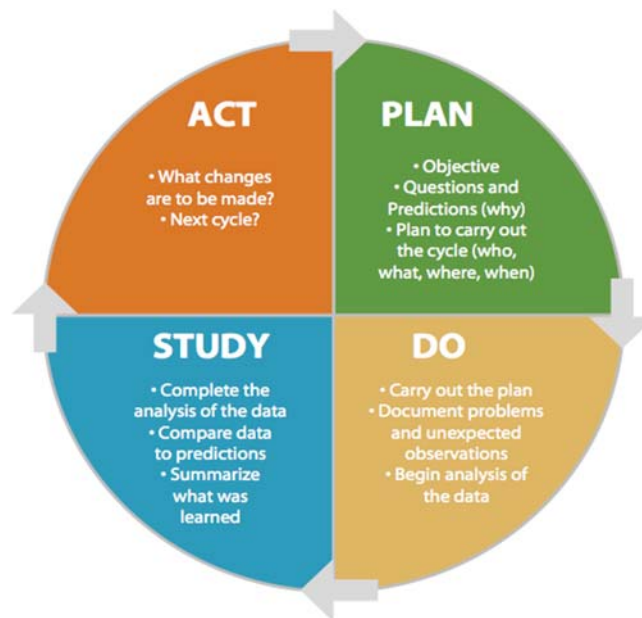 ACT
• What changes
are to be made?
• Next cycle?
PLAN
• Objective
• Questions and
Predictions (why)
• Plan to carry out
the cycle (who,
what, where, when)
STUDY
• Complete the
analysis of the data
• Compare data
to predictions
• Summarize
what was
learned
DO
• Carry out the plan
• Document problems
and unexpected
observations
• Begin analysis of
the data